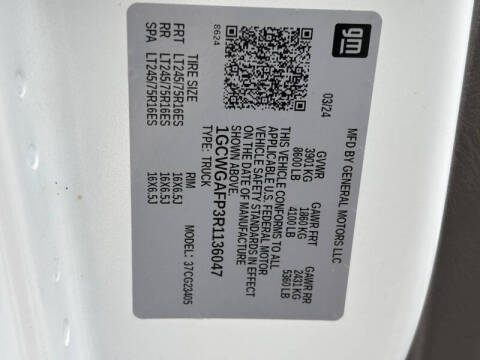 gm
MFD BY GENERAL MOTORS LLC
03/24
GVWR GAWR FRT GAWR RR
3901 KG 1860 KG 2431 KG
8600 LB 4100 LB 5360 LB
THIS VEHICLE CONFORMS TO ALL
APPLICABLE U.S. FEDERAL MOTOR
VEHICLE SAFETY STANDARDS IN EFFECT
ON THE DATE OF MANUFACTURE
SHOWN ABOVE.
1GCWGAFP3R1136047
TYPE: TRUCK MODEL: 37CG23405
8624
TIRE SIZE RIM
FRT LT245/75R16ES 16X6.5J
RR LT245/75R16ES 16X6.5J
SPA LT245/75R16ES 16X6.5J